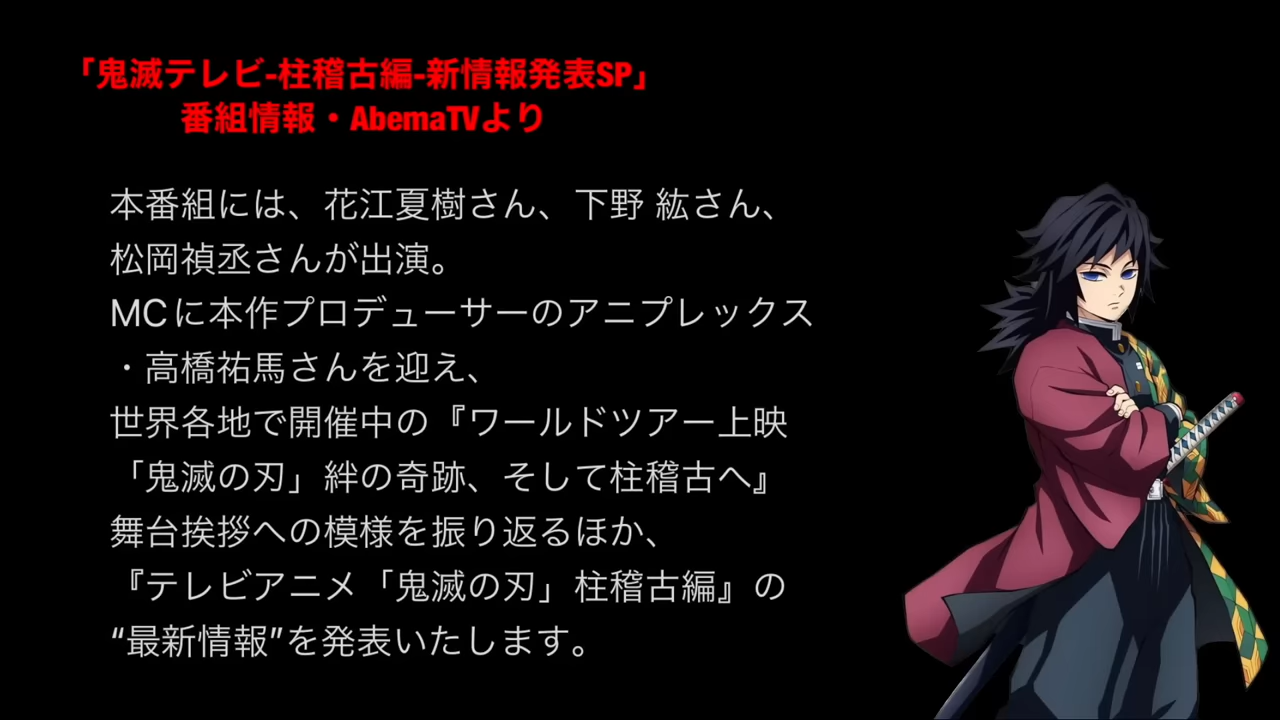 「鬼滅テレビ-柱稽古編-新情報発表SP」
番組情報・AbemaTVより
本番組には、花江夏樹さん、下野 紘さん、
松岡禎丞さんが出演。
MCに本作プロデューサーのアニプレックス
・高橋祐馬さんを迎え、
世界各地で開催中の『ワールドツアー上映
「鬼滅の刃」絆の奇跡、そして柱稽古へ』
舞台挨拶への模様を振り返るほか、
『テレビアニメ「鬼滅の刃」柱稽古編』の
“最新情報”を発表いたします。